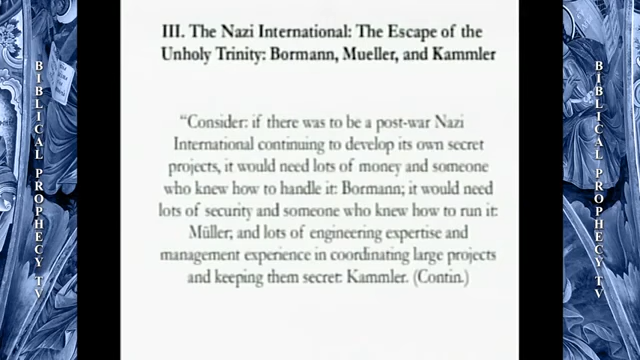 III. The Nazi International: The Escape of the
Unholy Trinity: Bormann, Mueller, and Kammler
“Consider: if there was to be a post-war Nazi
International continuing to develop its own secret
projects, it would need lots of money and someone
who knew how to handle it: Bormann; it would need
lots of security and someone who knew how to run it:
Müller; and lots of engineering expertise and
management experience in coordinating large projects
and keeping them secret: Kammler. (Contin.)
BIBLICAL PROPHECY TV
BIBLICAL PROPHECY TV